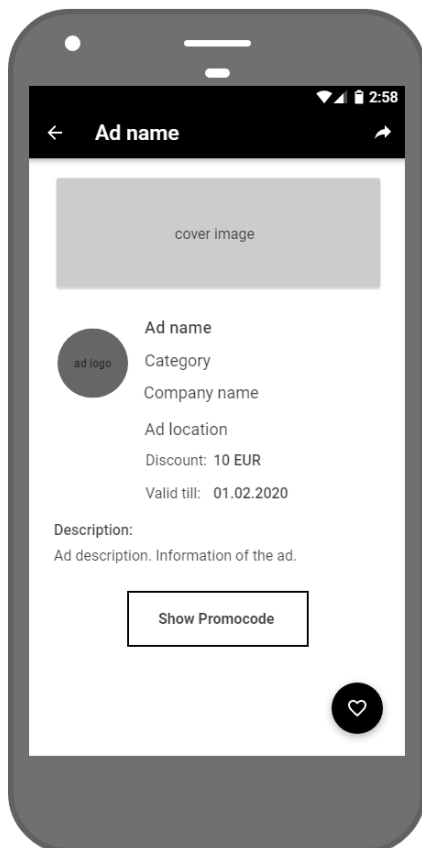 2:58
Ad name
cover image
Ad name
ad logo
Category
Company name
Ad location
Discount: 10 EUR
Valid till: 01.02.2020
Description:
Ad description. Information of the ad.
Show Promocode